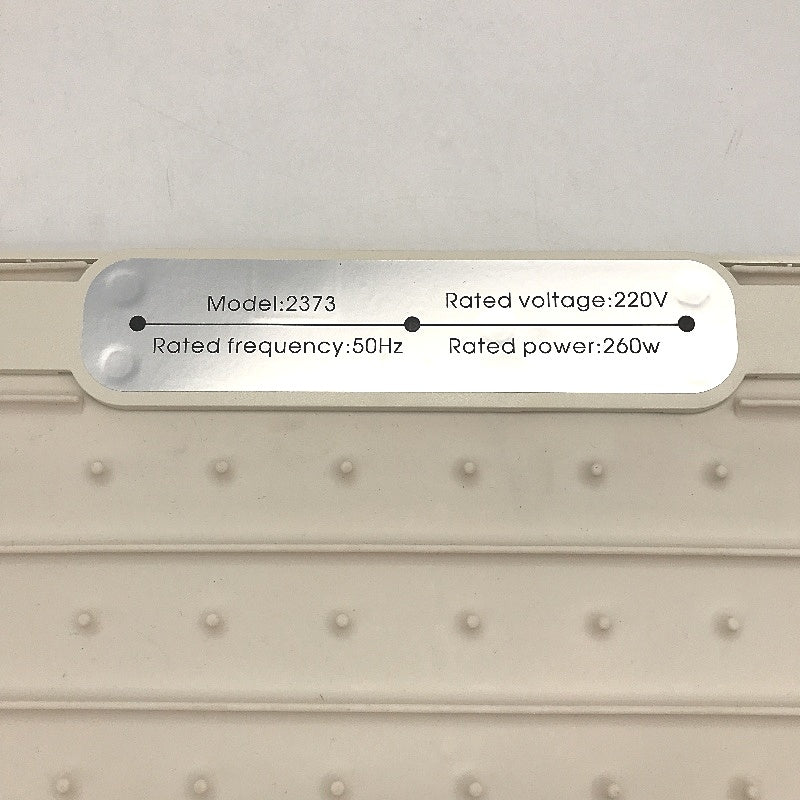 Model:2373
Rated voltage:220V
Rated frequency:50Hz
Rated power:260w